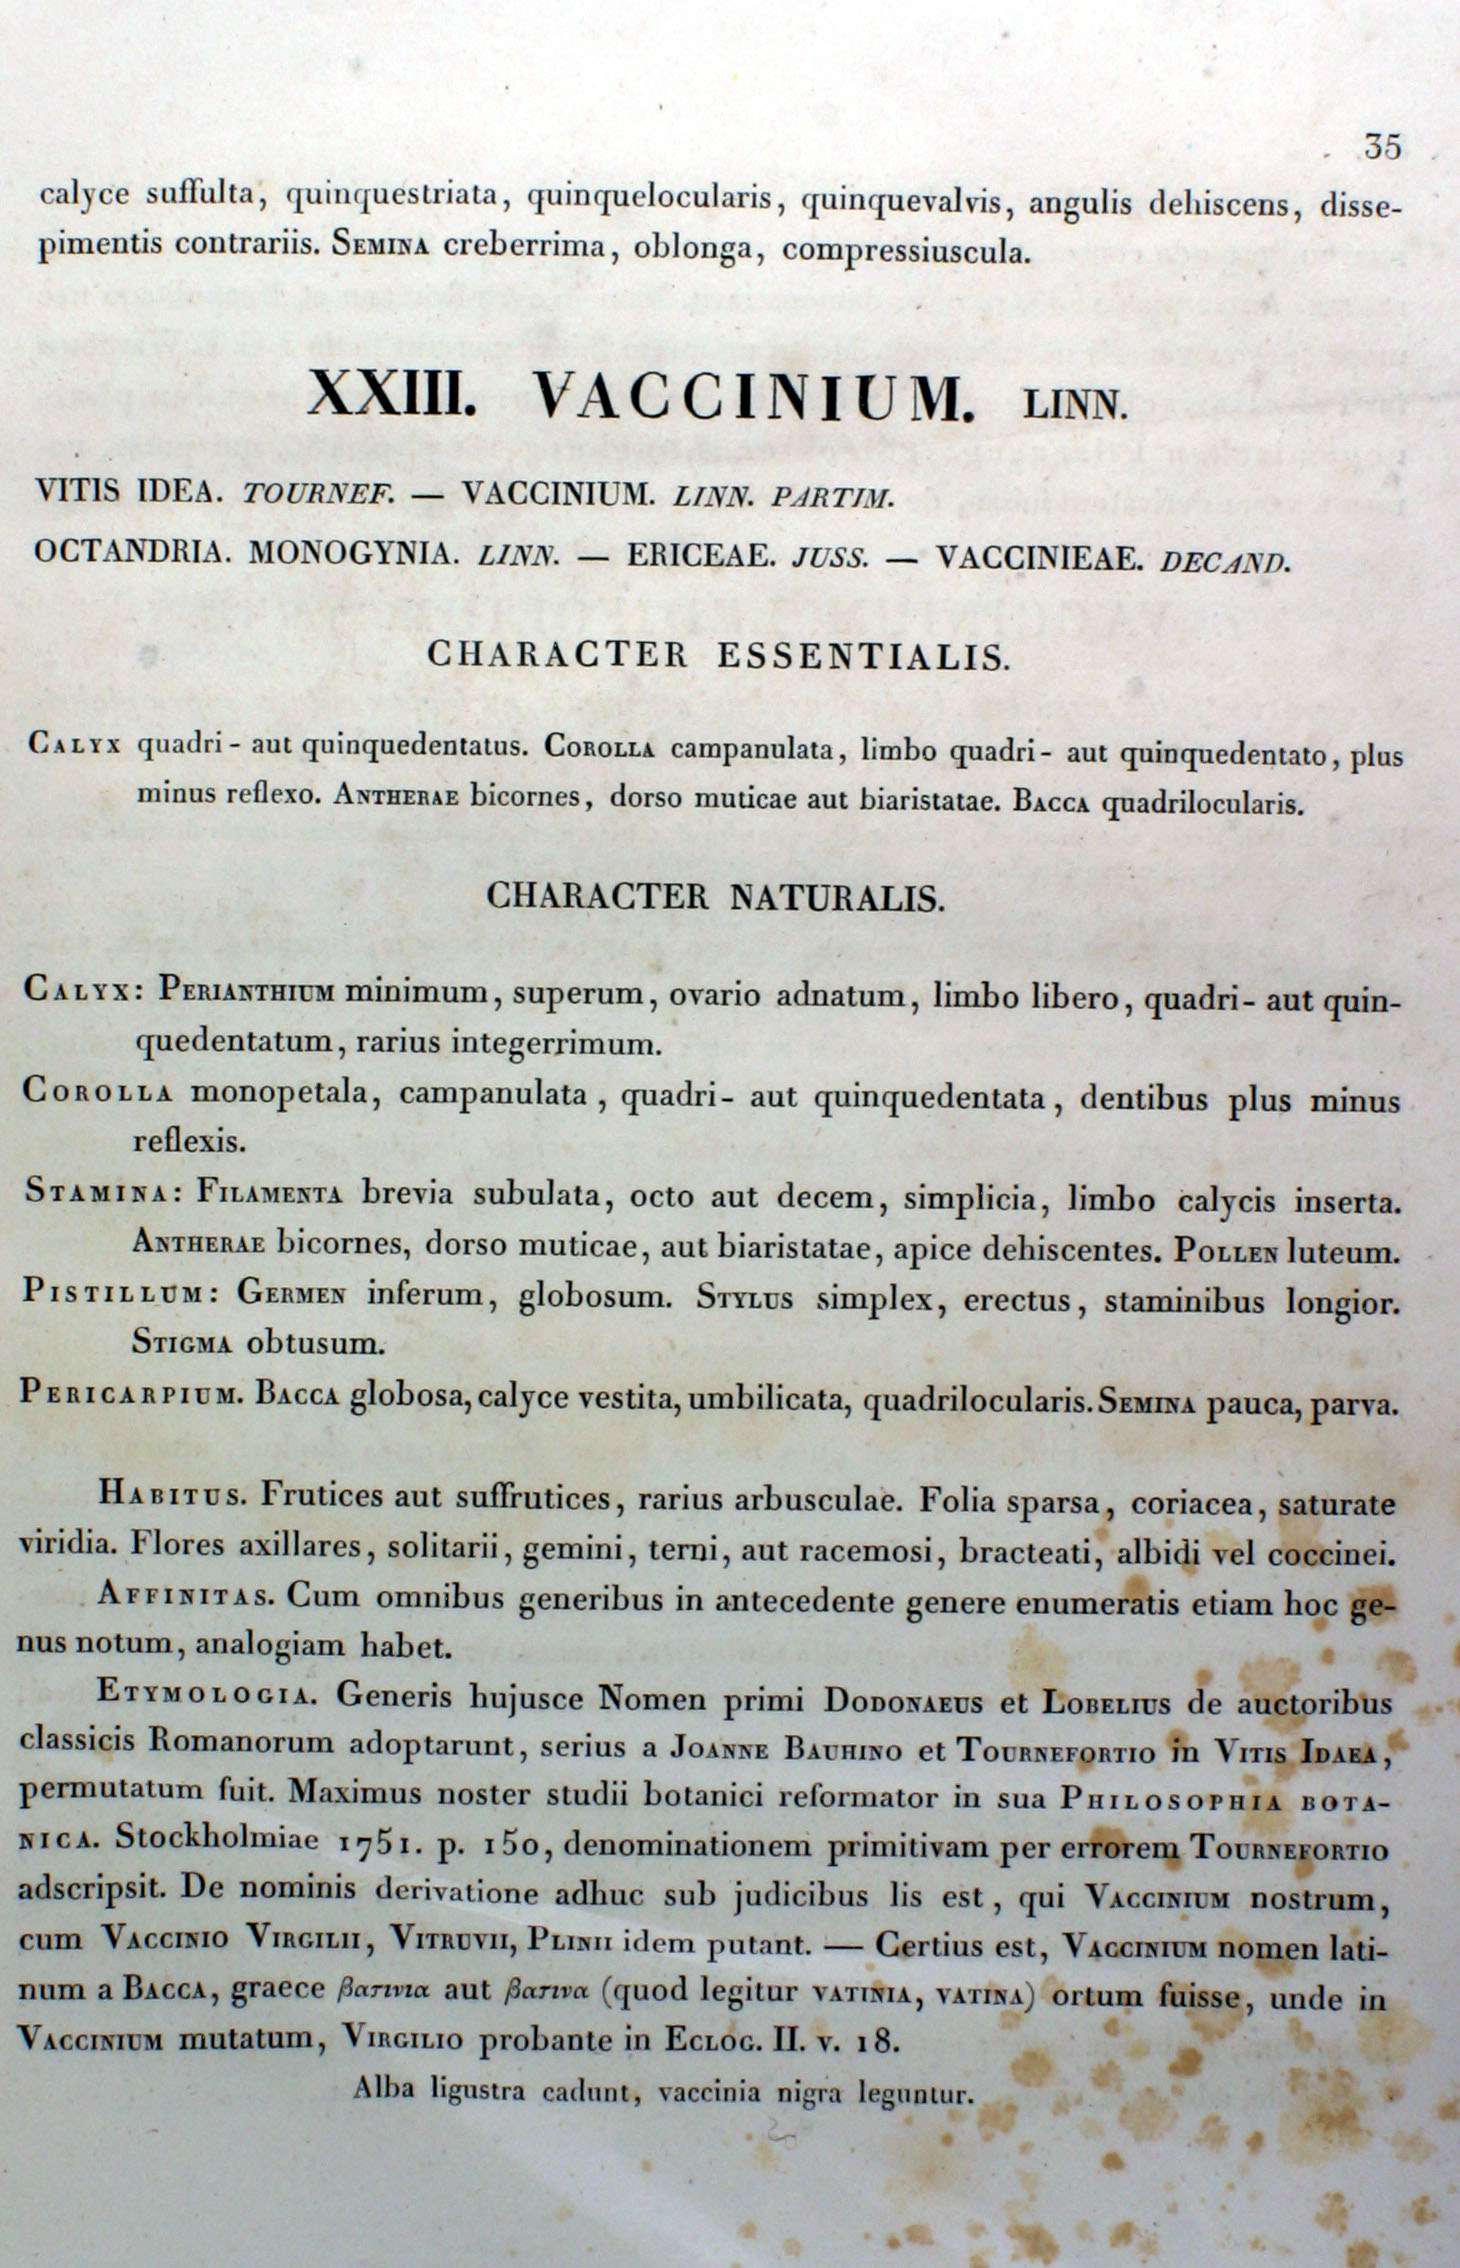 35
calyce suffulta, quinquestriata, quinquelocularis, quinquevalvis, angulis dehiscens, disse-
pimentis contrariis. SEMINA creberrima, oblonga, compressiuscula.
XXIII. VACCINIUM. LINN.
VITIS IDEA. TOURNEF. — VACCINIUM. LINN. PARTIM.
OCTANDRIA. MONOGYNIA. LINN. — ERICEAE. JUSS. — VACCINIEAE. DECAND.
CHARACTER ESSENTIALIS.
CALYX quadri- aut quinquedentatus. COROLLA campanulata, limbo quadri- aut quinquedentato, plus
minus reflexo. ANTHERAE bicornes, dorso muticae aut biaristatae. BACCA quadrilocularis.
CHARACTER NATURALIS.
CALYX: PERIANTHIUM minimum, superum, ovario adnatum, limbo libero, quadri- aut quin-
quedentatum, rarius integerrimum.
COROLLA monopetala, campanulata, quadri- aut quinquedentata, dentibus plus minus
reflexis.
STAMINA: FILAMENTA brevia subulata, octo aut decem, simplicia, limbo calycis inserta.
ANTHERAE bicornes, dorso muticae, aut biaristatae, apice dehiscentes. POLLEN luteum.
PISTILLUM: GERMEN inferum, globosum. STYLUS simplex, erectus, staminibus longior.
STIGMA obtusum.
PERICARPIUM. BACCA globosa, calyce vestita, umbilicata, quadrilocularis. SEMINA pauca, parva.
HABITUS. Frutices aut suffrutices, rarius arbusculae. Folia sparsa, coriacea, saturate
viridia. Flores axillares, solitarii, gemini, terni, aut racemosi, bracteati, albidi vel coccinei.
AFFINITAS. Cum omnibus generibus in antecedente genere enumeratis etiam hoc ge-
nus notum, analogiam habet.
ETYMOLOGIA. Generis hujusce Nomen primi DODONAEUS et LOBELIUS de auctoribus
classicis Romanorum adoptarunt, serius a JOANNE BAUHINO et TOURNEFORTIO in VITIS IDAEA,
permutatum fuit. Maximus noster studii botanici reformator in sua PHILOSOPHIA BOTA-
NICA. Stockholmiae 1751. p. 150, denominationem primitivam per errorem TOURNEFORTIO
adscripsit. De nominis derivatione adhuc sub judicibus lis est, qui VACCINIUM nostrum,
cum VACCINIO VIRGILII, VITRUVII, PLINII idem putant. — Certius est, VACCINIUM nomen lati-
num a BACCA, graece βατινια aut βατινα (quod legitur VATINIA, VATINA) ortum fuisse, unde in
VACCINIUM mutatum, VIRGILIO probante in ECLOG. II. v. 18.
Alba ligustra cadunt, vaccinia nigra leguntur.